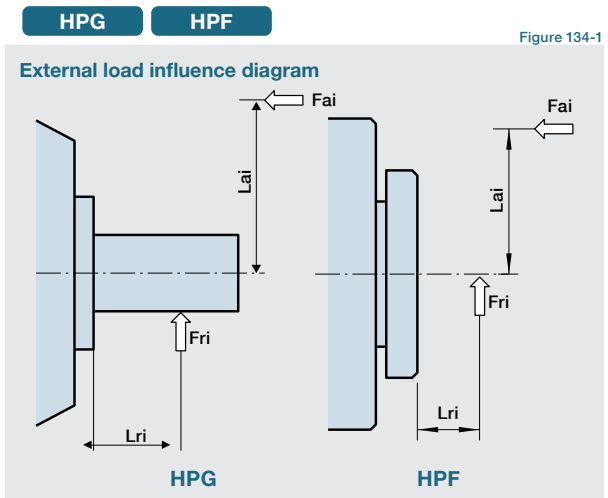 HPG HPF
Figure 134-1
External load influence diagram
Fai
Fai
Lai
Lai
Fri
Fri
Lri
Lri
HPG HPF